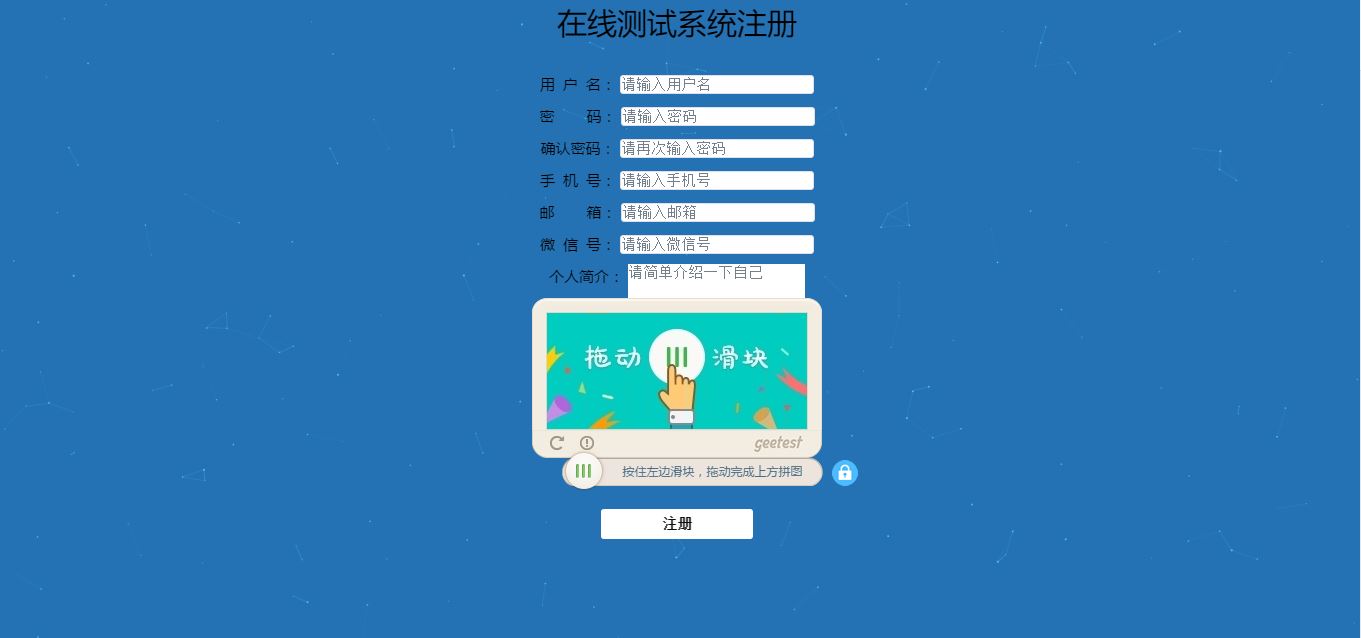 在线测试系统注册
用 户 名： 请输入用户名
密 码： 请输入密码
确认密码： 请再次输入密码
手 机 号： 请输入手机号
邮 箱： 请输入邮箱
微 信 号： 请输入微信号
个人简介： 请简单介绍一下自己
拖动 滑块
geetest
按住左边滑块，拖动完成上方拼图
注册